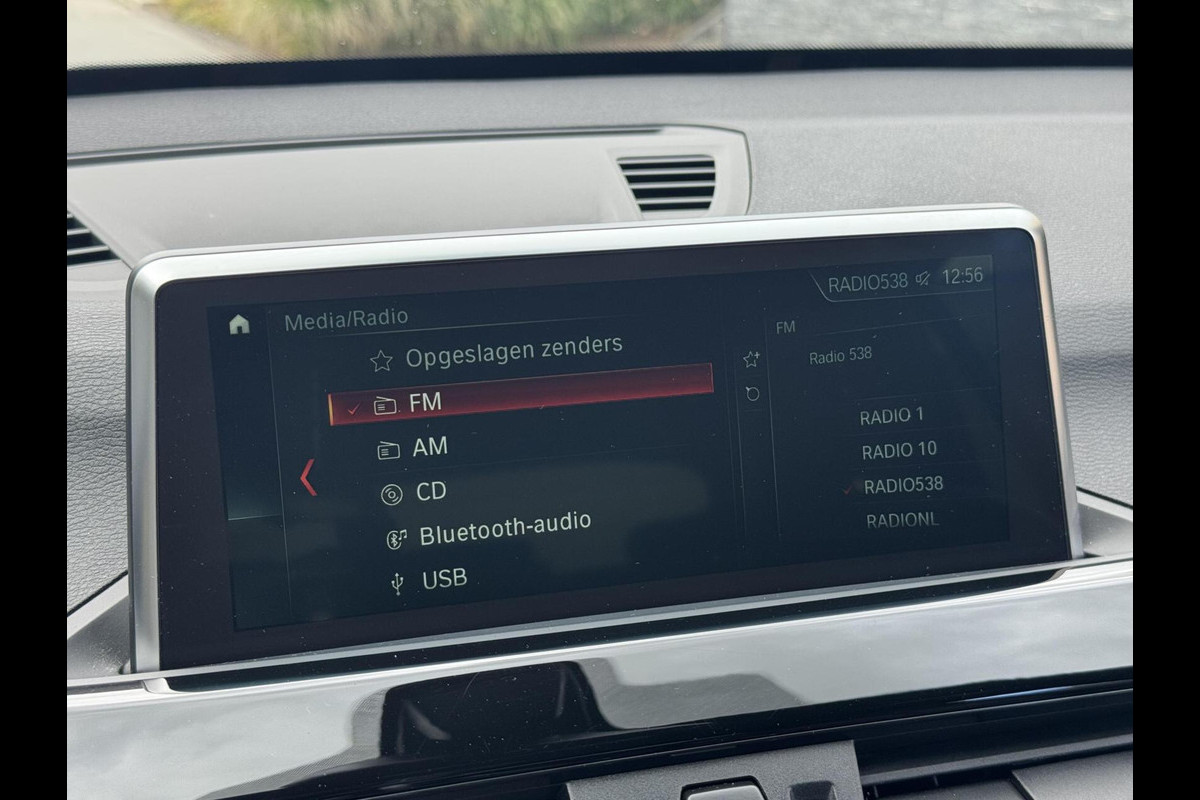 RADIO538 12:56
Media/Radio
Opgeslagen zenders
FM
AM
CD
Bluetooth-audio
USB
FM
Radio 538
RADIO 1
RADIO 10
RADIO538
RADIONL